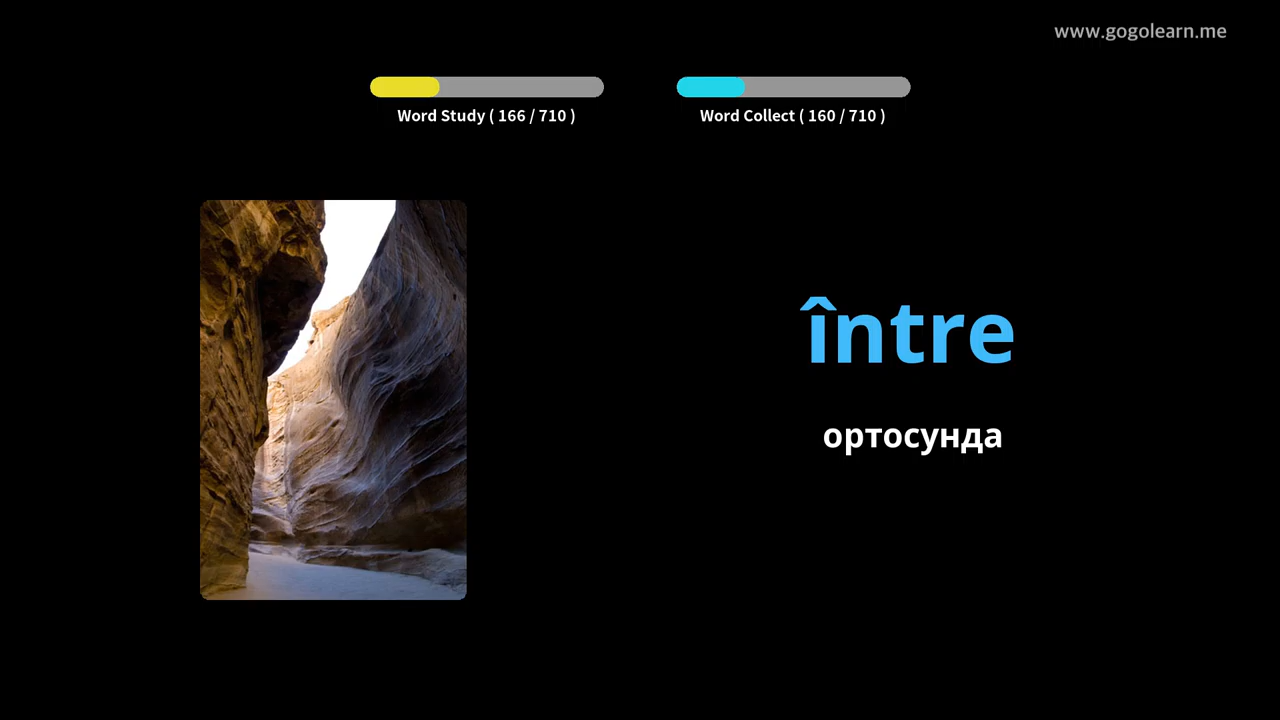 www.gogolearn.me
Word Study ( 166 / 710 )
Word Collect ( 160 / 710 )
între
ортосунда